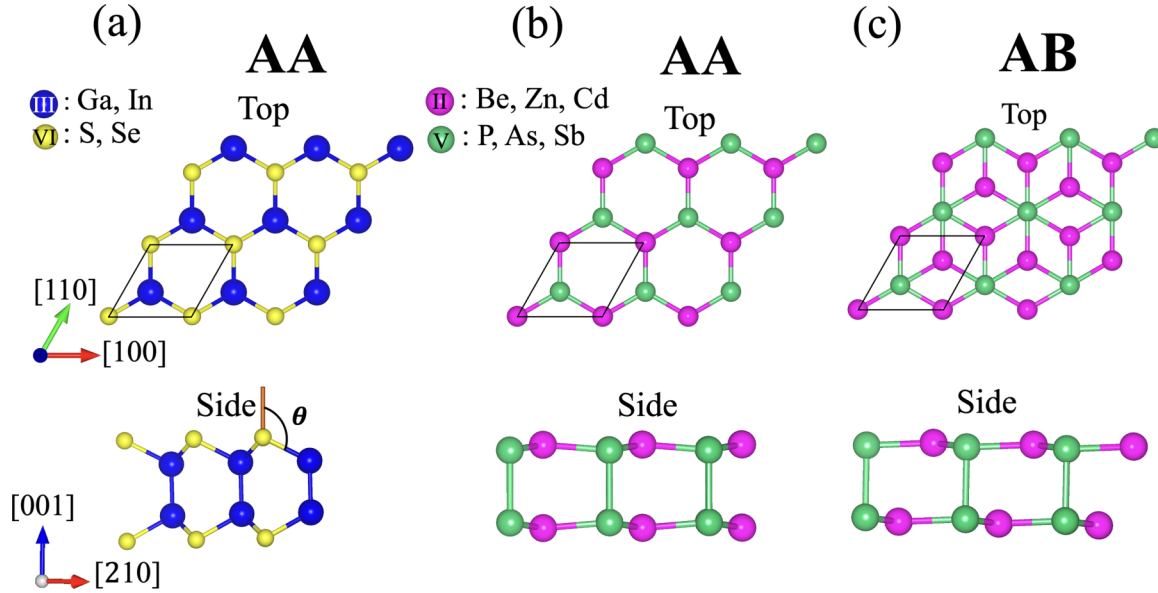 (a)
AA
III : Ga, In
VI : S, Se
Top
[110]
[100]
Side
θ
[001]
[210]
(b)
AA
II : Be, Zn, Cd
V : P, As, Sb
Top
Side
(c)
AB
Top
Side